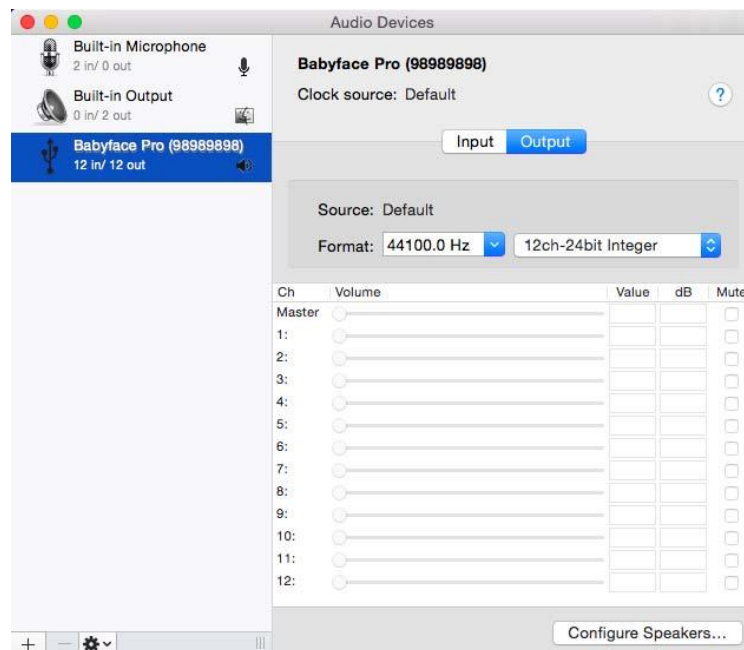 Audio Devices
Built-in Microphone
2 in/ 0 out
Built-in Output
0 in/ 2 out
Babyface Pro (98989898)
12 in/ 12 out
Babyface Pro (98989898)
Clock source: Default
?
Input Output
Source: Default
Format: 44100.0 Hz 12ch-24bit Integer
Ch Volume Value dB Mute
Master
1:
2:
3:
4:
5:
6:
7:
8:
9:
10:
11:
12:
Configure Speakers...